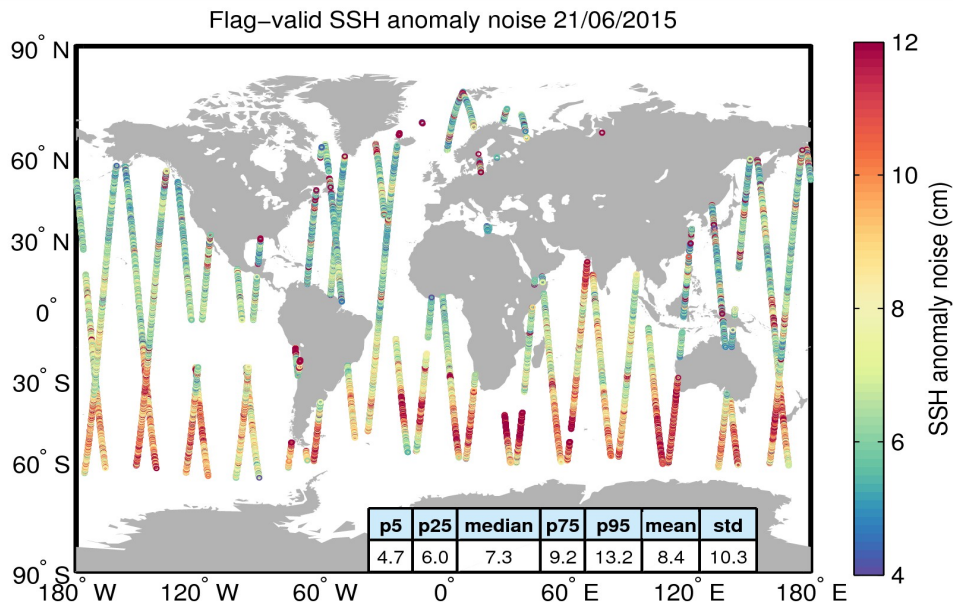 Flag−valid SSH anomaly noise 21/06/2015
90° N
60° N
30° N
0°
30° S
60° S
90° S
180° W
120° W
60° W
0°
60° E
120° E
180° E
12
10
8
6
4
SSH anomaly noise (cm)
p5 p25 median p75 p95 mean std
4.7 6.0 7.3 9.2 13.2 8.4 10.3